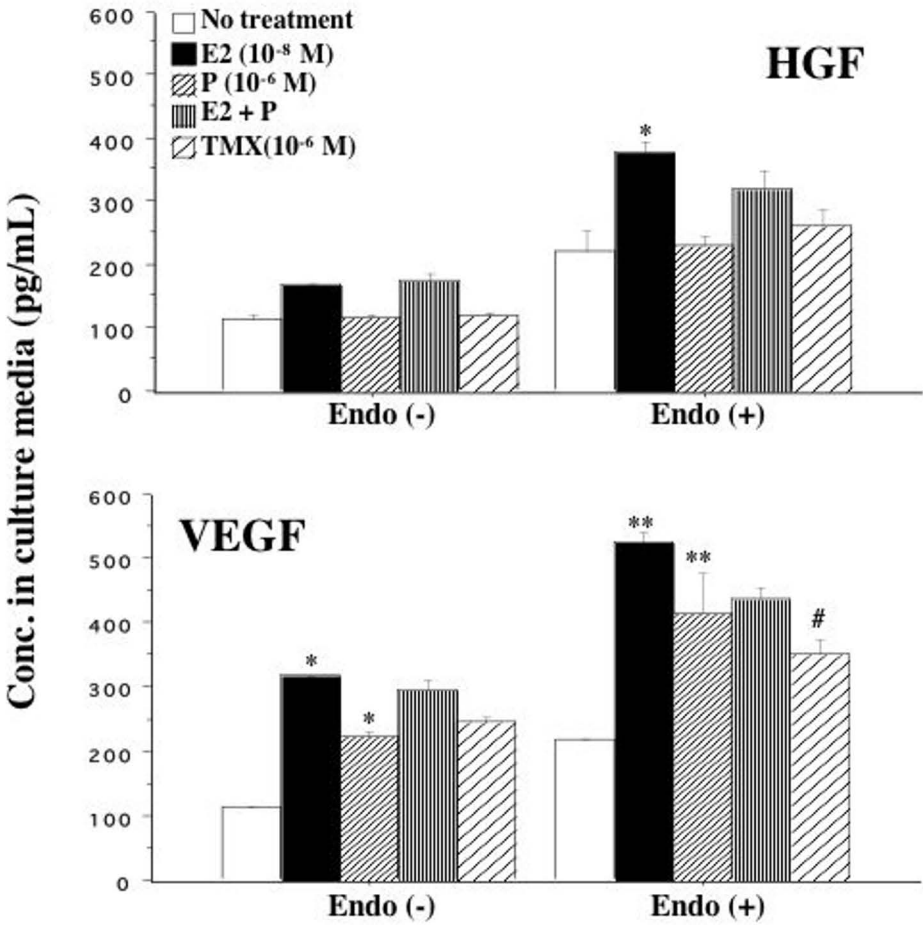 Conc. in culture media (pg/mL)
600
500
400
300
200
100
0
No treatment
E2 (10⁻⁸ M)
P (10⁻⁶ M)
E2 + P
TMX(10⁻⁶ M)
HGF
*
Endo (-)
Endo (+)
600
500
400
300
200
100
0
VEGF
*
*
**
**
#
Endo (-)
Endo (+)